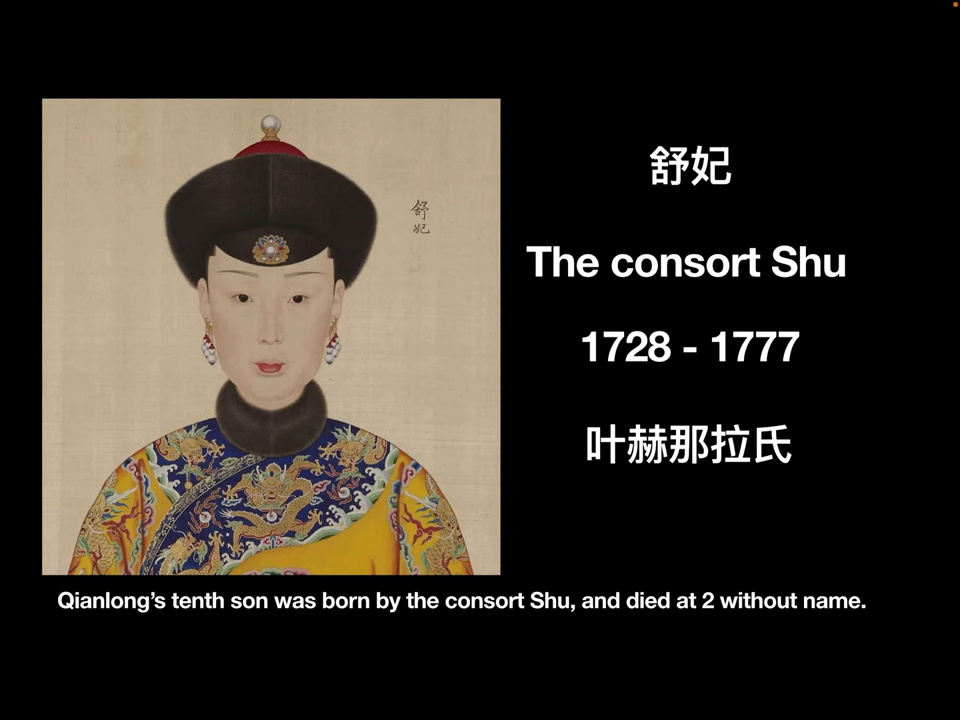 舒妃
舒妃
The consort Shu
1728 - 1777
叶赫那拉氏
Qianlong's tenth son was born by the consort Shu, and died at 2 without name.